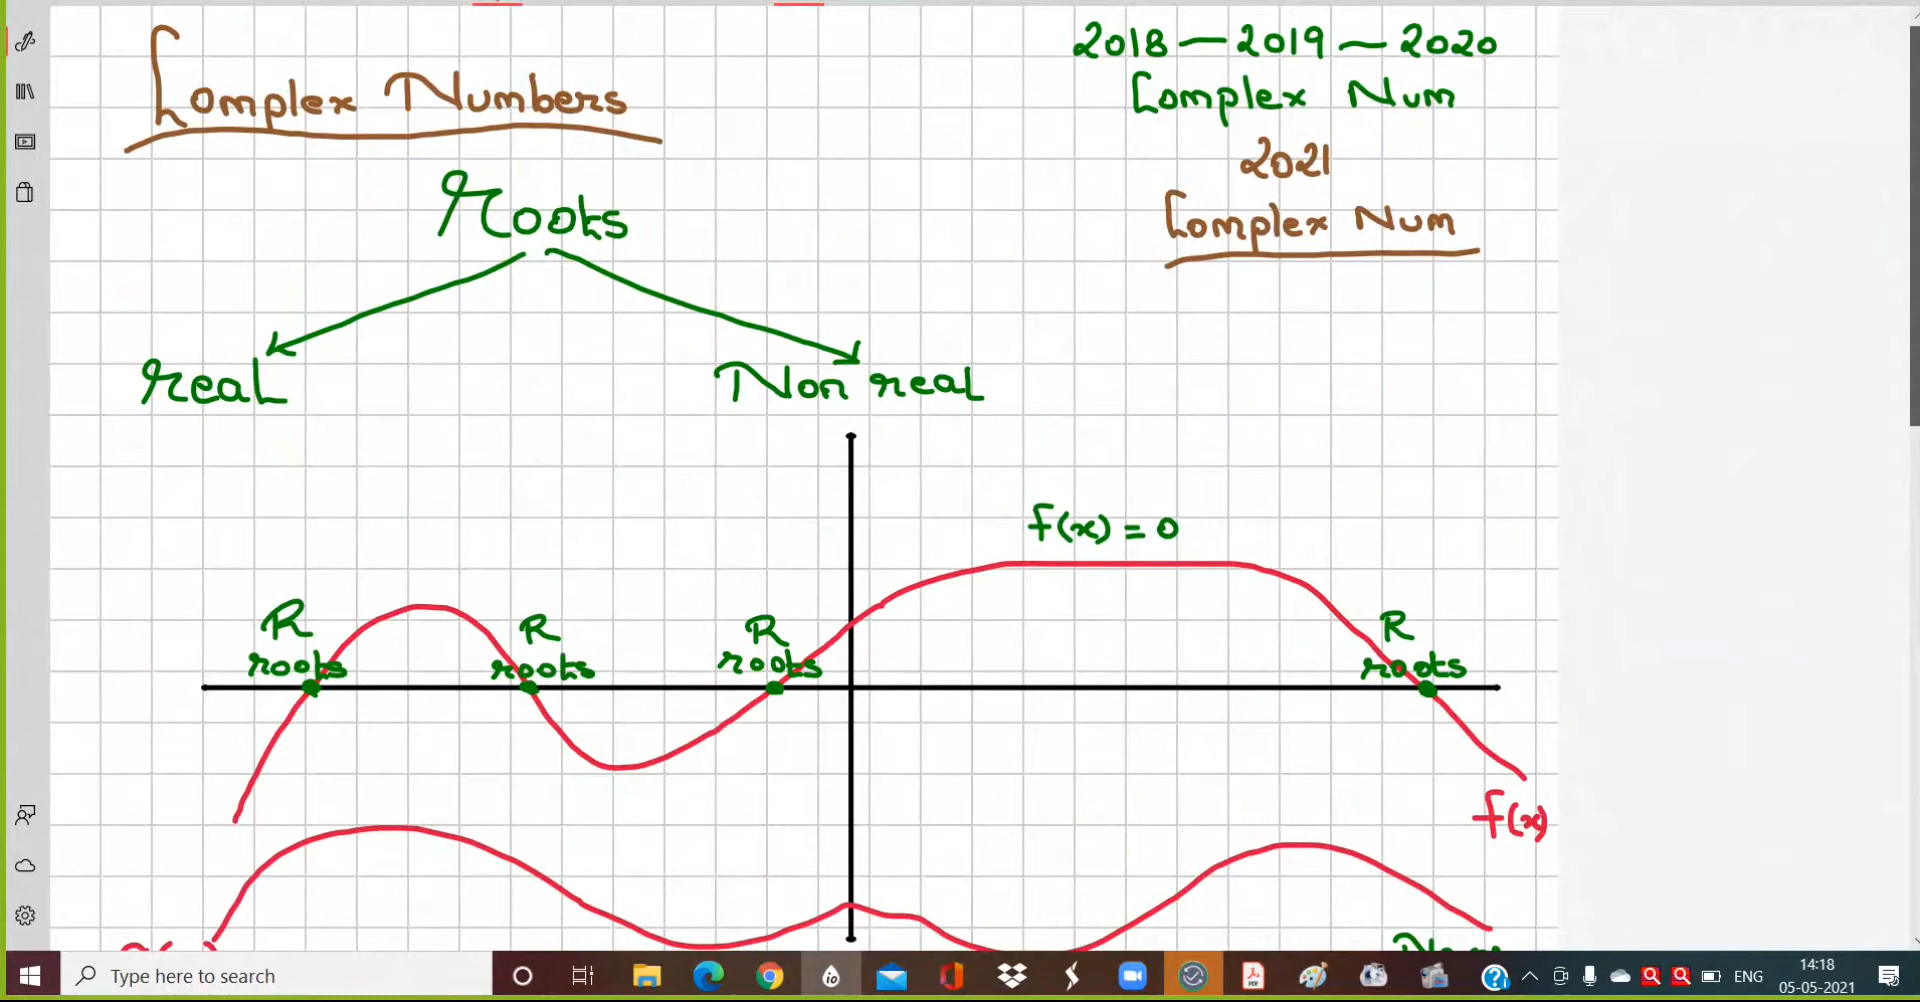 Complex Numbers
2018 — 2019 — 2020
Complex Num
2021
Complex Num
roots
real
Non real
f(x) = 0
R
roots
R
roots
R
roots
R
roots
f(x)
Type here to search
ENG
14:18
05-05-2021